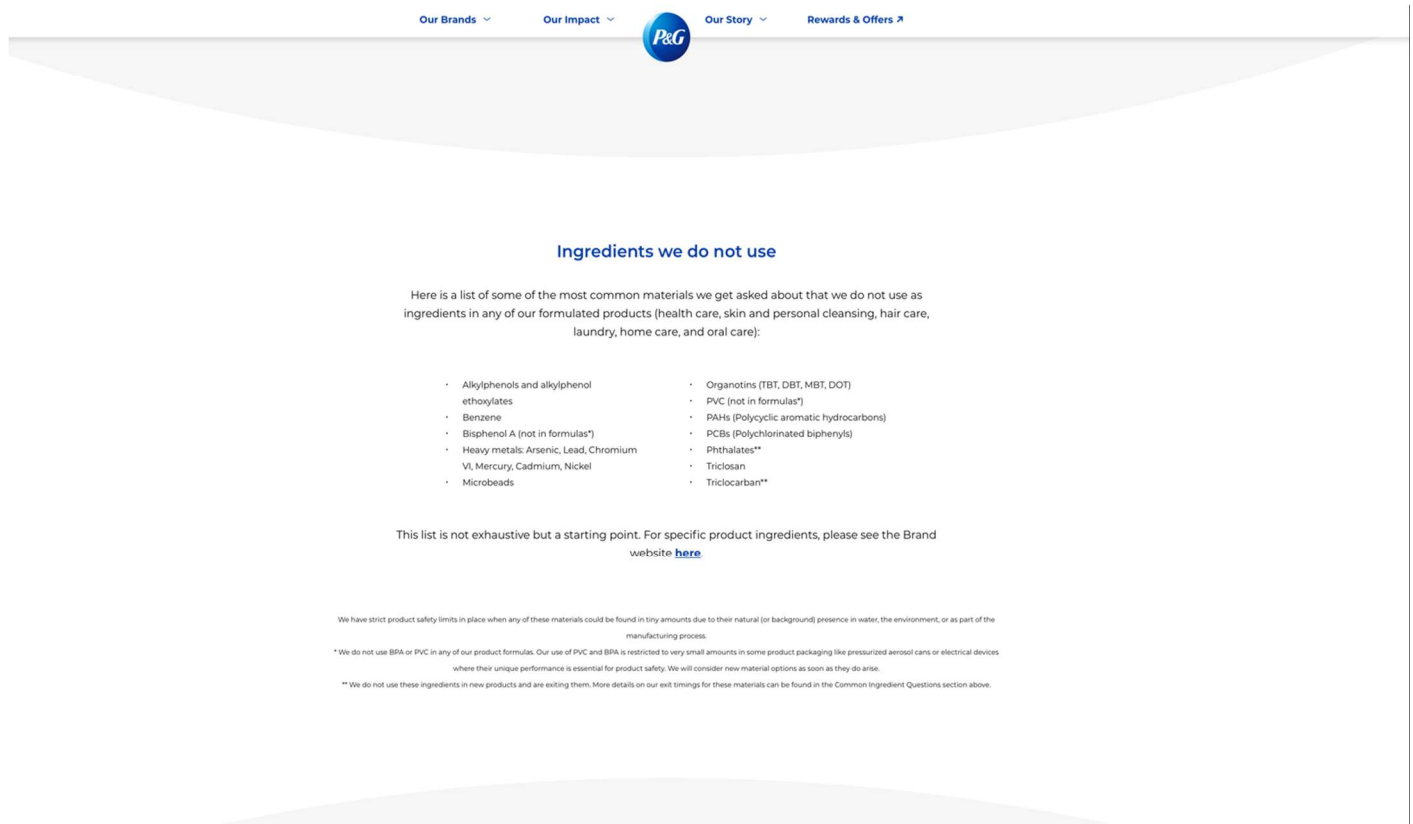 Our Brands
Our Impact
P&G
Our Story
Rewards & Offers ↗
Ingredients we do not use
Here is a list of some of the most common materials we get asked about that we do not use as
ingredients in any of our formulated products (health care, skin and personal cleansing, hair care,
laundry, home care, and oral care):
· Alkylphenols and alkylphenol
ethoxylates
· Benzene
· Bisphenol A (not in formulas*)
· Heavy metals: Arsenic, Lead, Chromium
VI, Mercury, Cadmium, Nickel
· Microbeads
· Organotins (TBT, DBT, MBT, DOT)
· PVC (not in formulas*)
· PAHs (Polycyclic aromatic hydrocarbons)
· PCBs (Polychlorinated biphenyls)
· Phthalates**
· Triclosan
· Triclocarban**
This list is not exhaustive but a starting point. For specific product ingredients, please see the Brand
website here.
We have strict product safety limits in place when any of these materials could be found in tiny amounts due to their natural (or background) presence in water, the environment, or as part of the
manufacturing process.
* We do not use BPA or PVC in any of our product formulas. Our use of PVC and BPA is restricted to very small amounts in some product packaging like pressurized aerosol cans or electrical devices
where their unique performance is essential for product safety. We will consider new material options as soon as they do arise.
** We do not use these ingredients in new products and are exiting them. More details on our exit timings for these materials can be found in the Common Ingredient Questions section above.